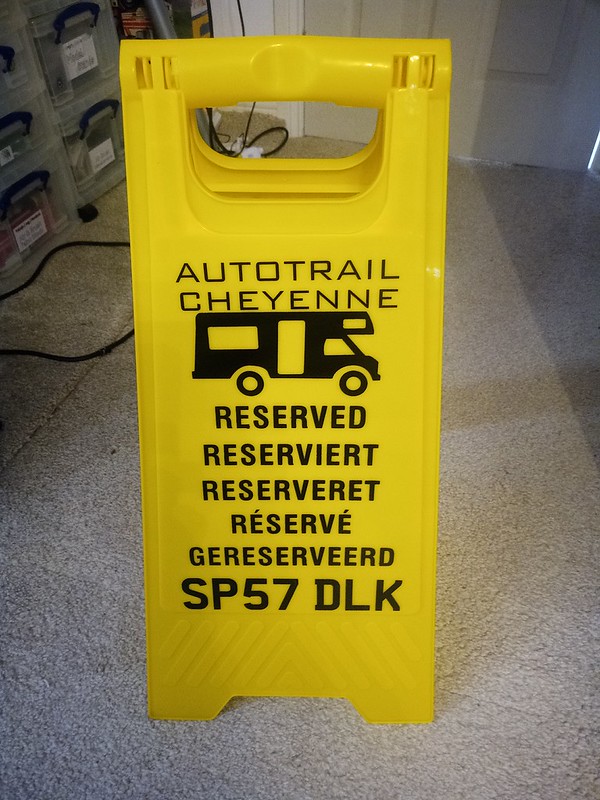 AUTOTRAIL
CHEYENNE
RESERVED
RESERVIERT
RESERVERET
RÉSERVÉ
GERESERVEERD
SP57 DLK